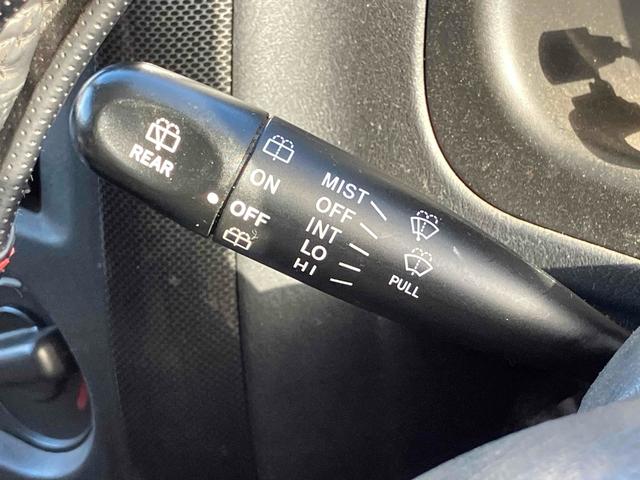 REAR
ON
OFF
MIST
OFF
INT
LO
HI
PULL